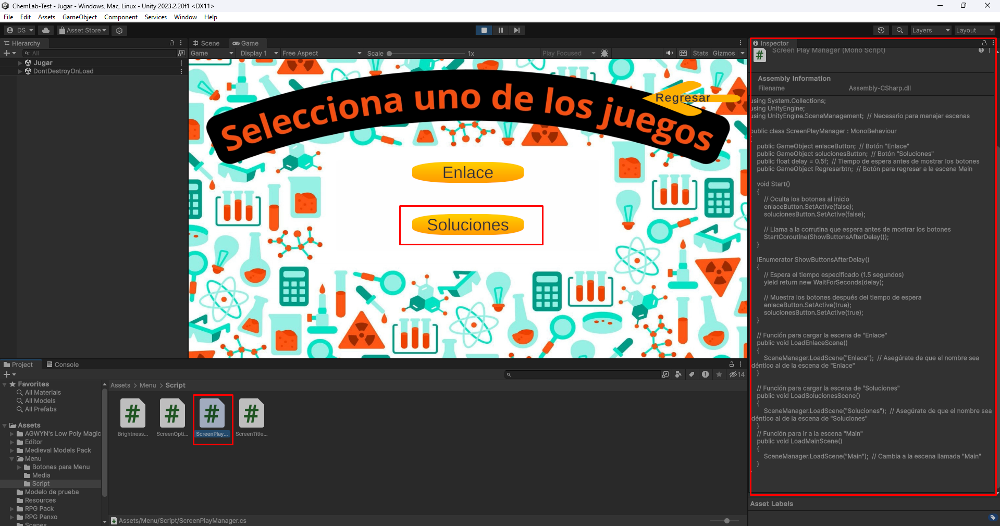 ChemLab-Test - Jugar - Windows, Mac, Linux - Unity 2023.2.20f1 <DX11>
File Edit Assets GameObject Component Services Window Help
DS Asset Store Layers Layout
Hierarchy
All
Jugar
DontDestroyOnLoad
Scene Game
Game Display 1 Free Aspect Scale 1x Play Focused Stats Gizmos
Selecciona uno de los juegos
Regresar
Enlace
Soluciones
Inspector
Screen Play Manager (Mono Script)
Assembly Information
Filename Assembly-CSharp.dll
using System.Collections;
using UnityEngine;
using UnityEngine.SceneManagement; // Necesario para manejar escenas
public class ScreenPlayManager : MonoBehaviour
public GameObject enlaceButton; // Botón "Enlace"
public GameObject solucionesButton; // Botón "Soluciones"
public float delay = 0.5f; // Tiempo de espera antes de mostrar los botones
public GameObject Regresarbtn; // Botón para regresar a la escena Main
void Start()
{
// Oculta los botones al inicio
enlaceButton.SetActive(false);
solucionesButton.SetActive(false);
// Llama a la corrutina que espera antes de mostrar los botones
StartCoroutine(ShowButtonsAfterDelay());
}
IEnumerator ShowButtonsAfterDelay()
{
// Espera el tiempo especificado (1.5 segundos)
yield return new WaitForSeconds(delay);
// Muestra los botones después del tiempo de espera
enlaceButton.SetActive(true);
solucionesButton.SetActive(true);
}
// Función para cargar la escena de "Enlace"
public void LoadEnlaceScene()
{
SceneManager.LoadScene("Enlace"); // Asegúrate de que el nombre sea
déntico al de la escena de "Enlace"
}
// Función para cargar la escena de "Soluciones"
public void LoadSolucionesScene()
{
SceneManager.LoadScene("Soluciones"); // Asegúrate de que el nombre sea
déntico al de la escena de "Soluciones"
}
// Función para ir a la escena "Main"
public void LoadMainScene()
{
SceneManager.LoadScene("Main"); // Cambia a la escena llamada "Main"
}
Asset Labels
Project Console
14
Favorites
All Materials
All Models
All Prefabs
Assets
AGWYN's Low Poly Magic
Editor
Medieval Models Pack
Menu
Botones para Menu
Media
Script
Modelo de prueba
Resources
RPG Pack
RPG Panxo
Scenes
Assets > Menu > Script
Brightness...
ScreenOpti...
ScreenPlay...
ScreenTitle...
Assets/Menu/Script/ScreenPlayManager.cs